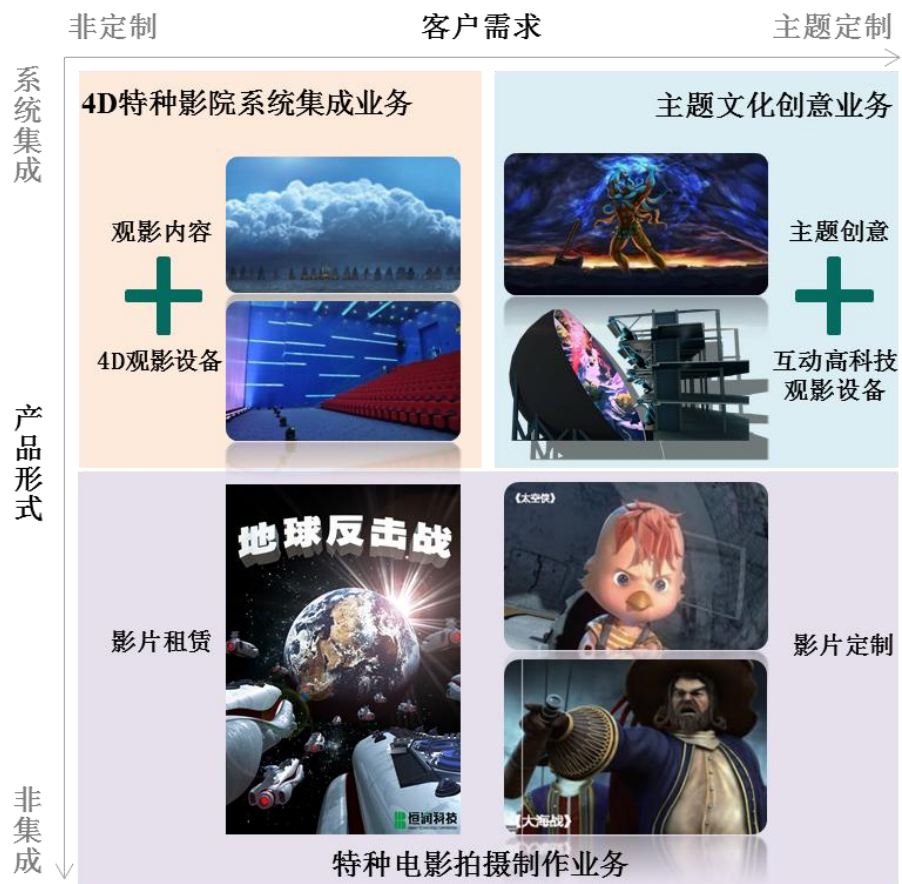 非定制
客户需求
主题定制
系统集成
4D特种影院系统集成业务
主题文化创意业务
观影内容
4D观影设备
主题创意
互动高科技
观影设备
产品形式
地球反击战
《太空侠》
影片租赁
影片定制
恒润科技
《大海战》
非集成
特种电影拍摄制作业务